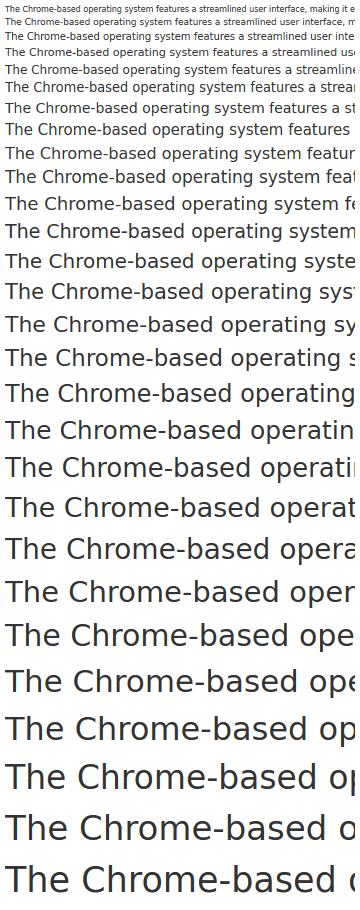 The Chrome-based operating system features a streamlined user interface, making it e
The Chrome-based operating system features a streamlined user interface, m
The Chrome-based operating system features a streamlined user inte
The Chrome-based operating system features a streamlined us
The Chrome-based operating system features a streamline
The Chrome-based operating system features a strea
The Chrome-based operating system features a st
The Chrome-based operating system features
The Chrome-based operating system featur
The Chrome-based operating system feat
The Chrome-based operating system fe
The Chrome-based operating system
The Chrome-based operating syste
The Chrome-based operating sys
The Chrome-based operating sy
The Chrome-based operating s
The Chrome-based operating
The Chrome-based operatin
The Chrome-based operati
The Chrome-based operat
The Chrome-based opera
The Chrome-based oper
The Chrome-based ope
The Chrome-based ope
The Chrome-based op
The Chrome-based op
The Chrome-based o
The Chrome-based o